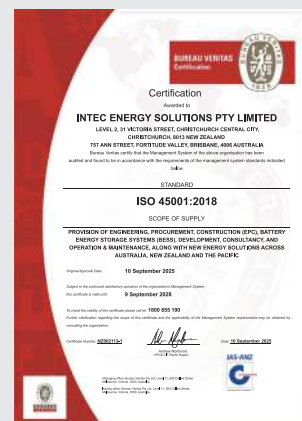 BUREAU VERITAS
Certification
BUREAU VERITAS
1828
Certification
Awarded to
INTEC ENERGY SOLUTIONS PTY LIMITED
LEVEL 2, 31 VICTORIA STREET, CHRISTCHURCH CENTRAL CITY,
CHRISTCHURCH, 8013 NEW ZEALAND
757 ANN STREET, FORTITUDE VALLEY, BRISBANE, 4006 AUSTRALIA
Bureau Veritas certify that the Management System of the above organisation has been
audited and found to be in accordance with the requirements of the management system standards indicated
below
STANDARD
ISO 45001:2018
SCOPE OF SUPPLY
PROVISION OF ENGINEERING, PROCUREMENT, CONSTRUCTION (EPC), BATTERY
ENERGY STORAGE SYSTEMS (BESS), DEVELOPMENT, CONSULTANCY, AND
OPERATION & MAINTENANCE, ALONG WITH NEW ENERGY SOLUTIONS ACROSS
AUSTRALIA, NEW ZEALAND AND THE PACIFIC
Original Approval Date: 10 September 2025
Subject to the continued satisfactory operation of the organisation's Management System,
this certificate is valid until: 9 September 2028
To check the validity of this certificate please call on: 1800 855 190
Further clarification regarding the scope of this certificate and the applicability of the Management System requirements may be obtained by
consulting the organisation.
Certificate Number: NZ002113-1
Date: 10 September 2025
JAS-ANZ